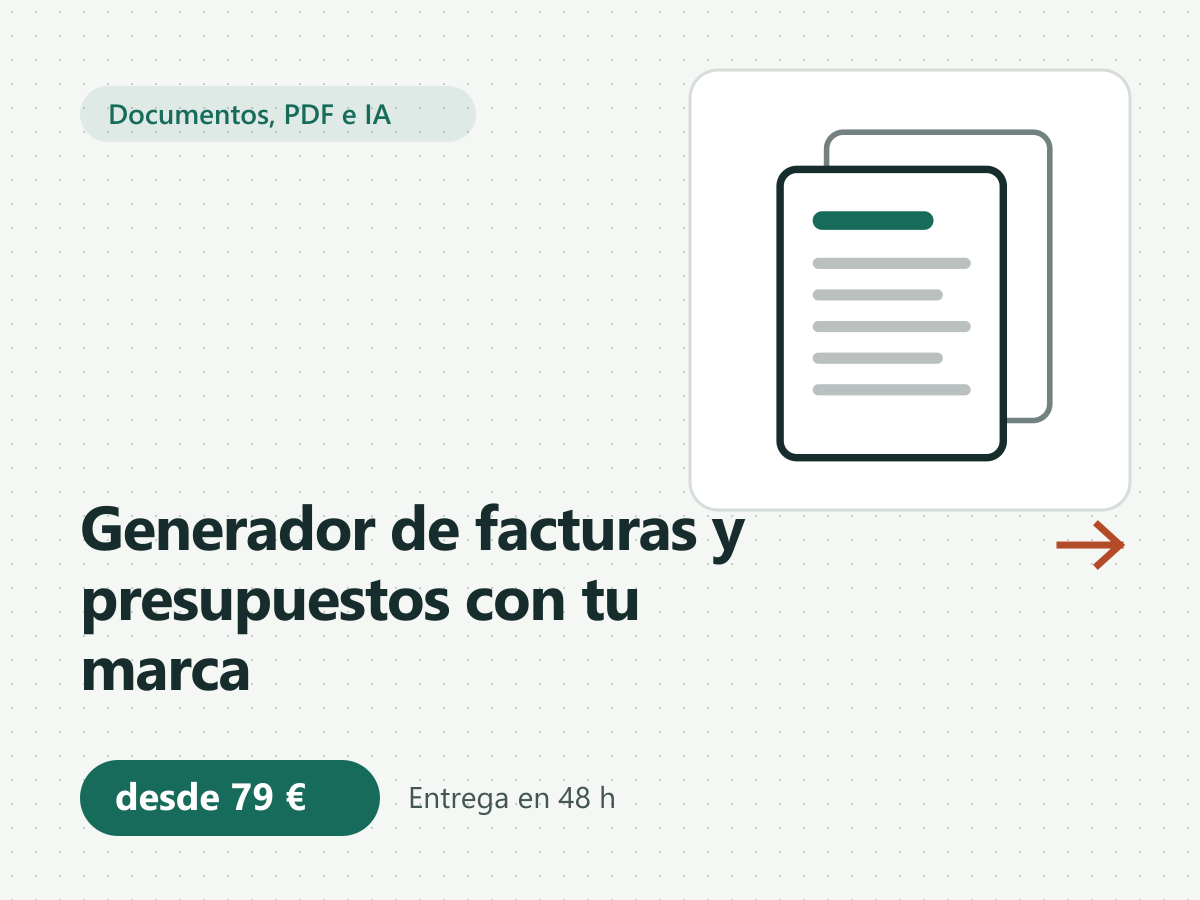 Documentos, PDF e IA
Generador de facturas y
presupuestos con tu
marca
desde 79 €
Entrega en 48 h